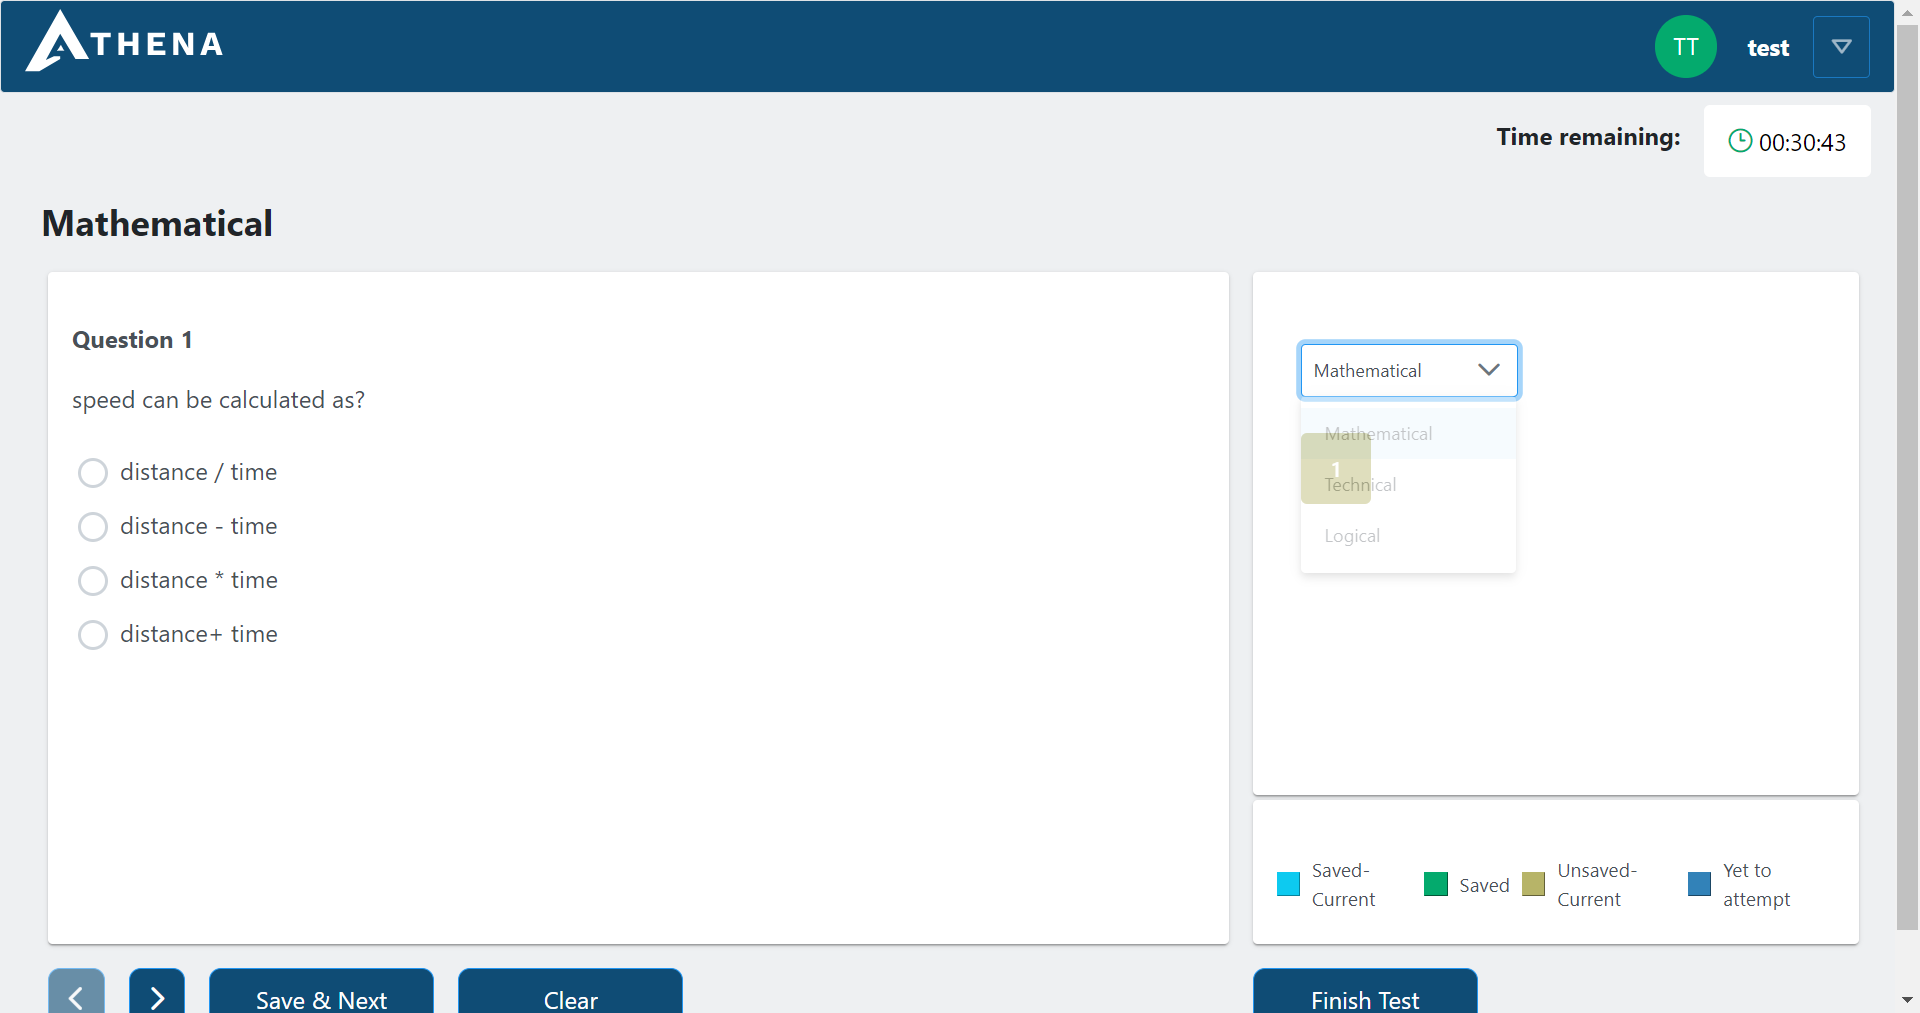 ATHENA
TT
test
Time remaining:
00:30:43
Mathematical
Question 1
speed can be calculated as?
distance / time
distance - time
distance * time
distance+ time
Mathematical
Mathematical
1
Technical
Logical
Saved-
Current
Saved
Unsaved-
Current
Yet to
attempt
Save & Next
Clear
Finish Test